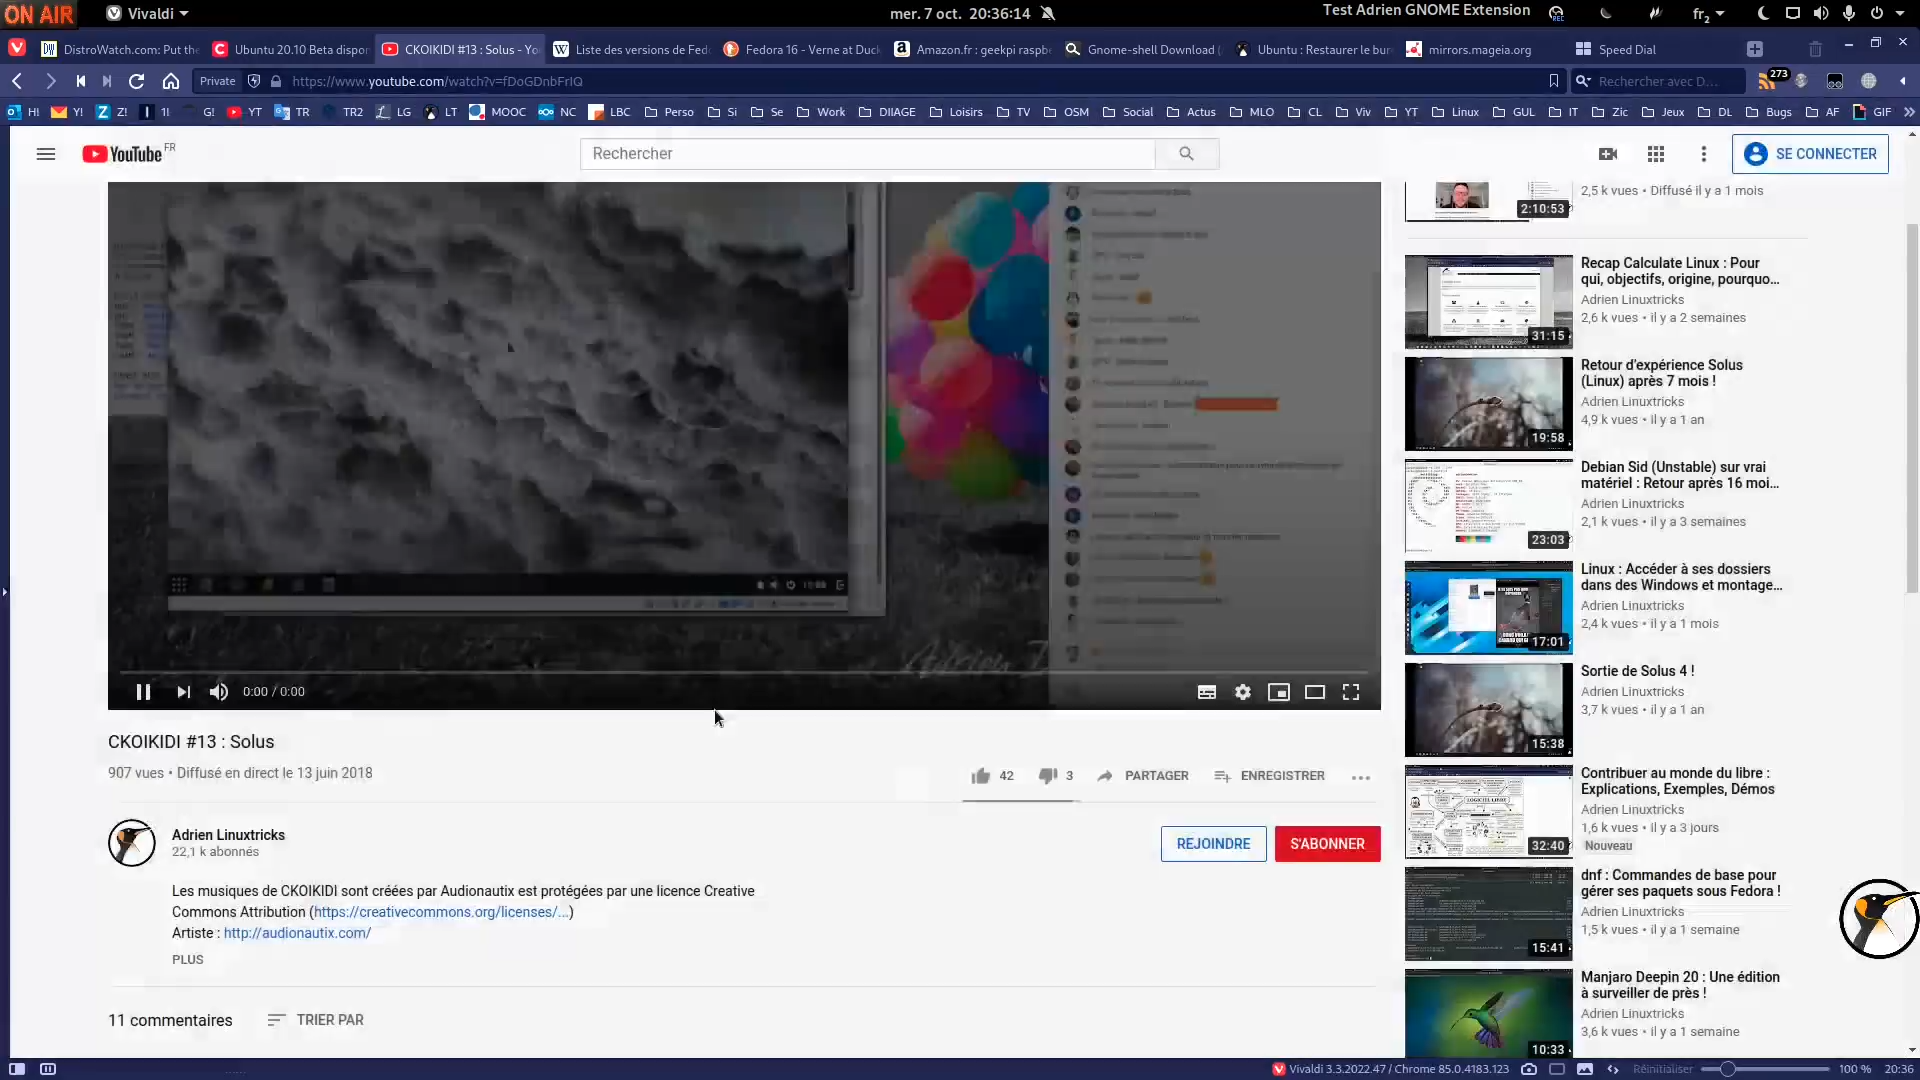 ON AIR
Vivaldi
mer. 7 oct. 20:36:14
Test Adrien GNOME Extension
REC
fr₂
DistroWatch.com: Put the
Ubuntu 20.10 Beta dispor
CKOIKIDI #13 : Solus - Yo
Liste des versions de Fed
Fedora 16 - Verne at Duck
Amazon.fr : geekpi raspb
Gnome-shell Download (
Ubuntu : Restaurer le bur
mirrors.mageia.org
Speed Dial
Private
https://www.youtube.com/watch?v=fDoGDnbFrIQ
Rechercher avec D...
273
H!
Y!
Z!
1!
G!
YT
TR
TR2
LG
LT
MOOC
NC
LBC
Perso
Si
Se
Work
DIIAGE
Loisirs
TV
OSM
Social
Actus
MLO
CL
Viv
YT
Linux
GUL
IT
Zic
Jeux
DL
Bugs
AF
GIF
YouTube FR
Rechercher
SE CONNECTER
2,5 k vues • Diffusé il y a 1 mois
2:10:53
Recap Calculate Linux : Pour
qui, objectifs, origine, pourquo...
Adrien Linuxtricks
2,6 k vues • il y a 2 semaines
31:15
Retour d'expérience Solus
(Linux) après 7 mois !
Adrien Linuxtricks
4,9 k vues • il y a 1 an
19:58
Debian Sid (Unstable) sur vrai
matériel : Retour après 16 moi...
Adrien Linuxtricks
2,1 k vues • il y a 3 semaines
23:03
Linux : Accéder à ses dossiers
dans des Windows et montage...
Adrien Linuxtricks
2,4 k vues • il y a 1 mois
17:01
Sortie de Solus 4 !
Adrien Linuxtricks
3,7 k vues • il y a 1 an
15:38
Contribuer au monde du libre :
Explications, Exemples, Démos
Adrien Linuxtricks
1,6 k vues • il y a 3 jours
Nouveau
32:40
dnf : Commandes de base pour
gérer ses paquets sous Fedora !
Adrien Linuxtricks
1,5 k vues • il y a 1 semaine
15:41
Manjaro Deepin 20 : Une édition
à surveiller de près !
Adrien Linuxtricks
3,6 k vues • il y a 1 semaine
10:33
0:00 / 0:00
CKOIKIDI #13 : Solus
907 vues • Diffusé en direct le 13 juin 2018
42
3
PARTAGER
ENREGISTRER
Adrien Linuxtricks
22,1 k abonnés
REJOINDRE
S'ABONNER
Les musiques de CKOIKIDI sont créées par Audionautix est protégées par une licence Creative
Commons Attribution (https://creativecommons.org/licenses/...)
Artiste : http://audionautix.com/
PLUS
11 commentaires
TRIER PAR
Vivaldi 3.3.2022.47 / Chrome 85.0.4183.123
Réinitialiser
100 %
20:36